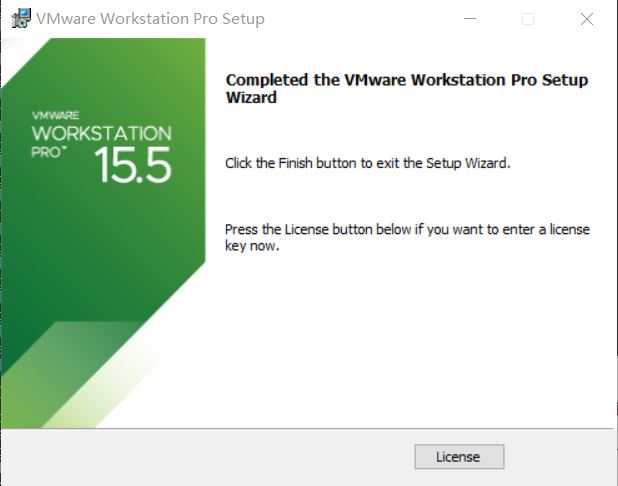 VMware Workstation Pro Setup
Completed the VMware Workstation Pro Setup
Wizard
VMWARE
WORKSTATION
PRO™ 15.5
Click the Finish button to exit the Setup Wizard.
Press the License button below if you want to enter a license
key now.
License